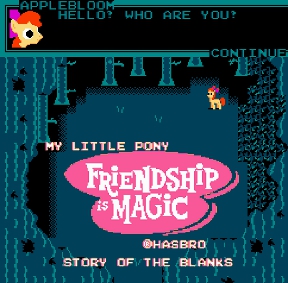 APPLEBLOOM
HELLO? WHO ARE YOU?
CONTINUE
MY LITTLE PONY
FRIENDSHIP
IS MAGIC
©HASBRO
STORY OF THE BLANKS